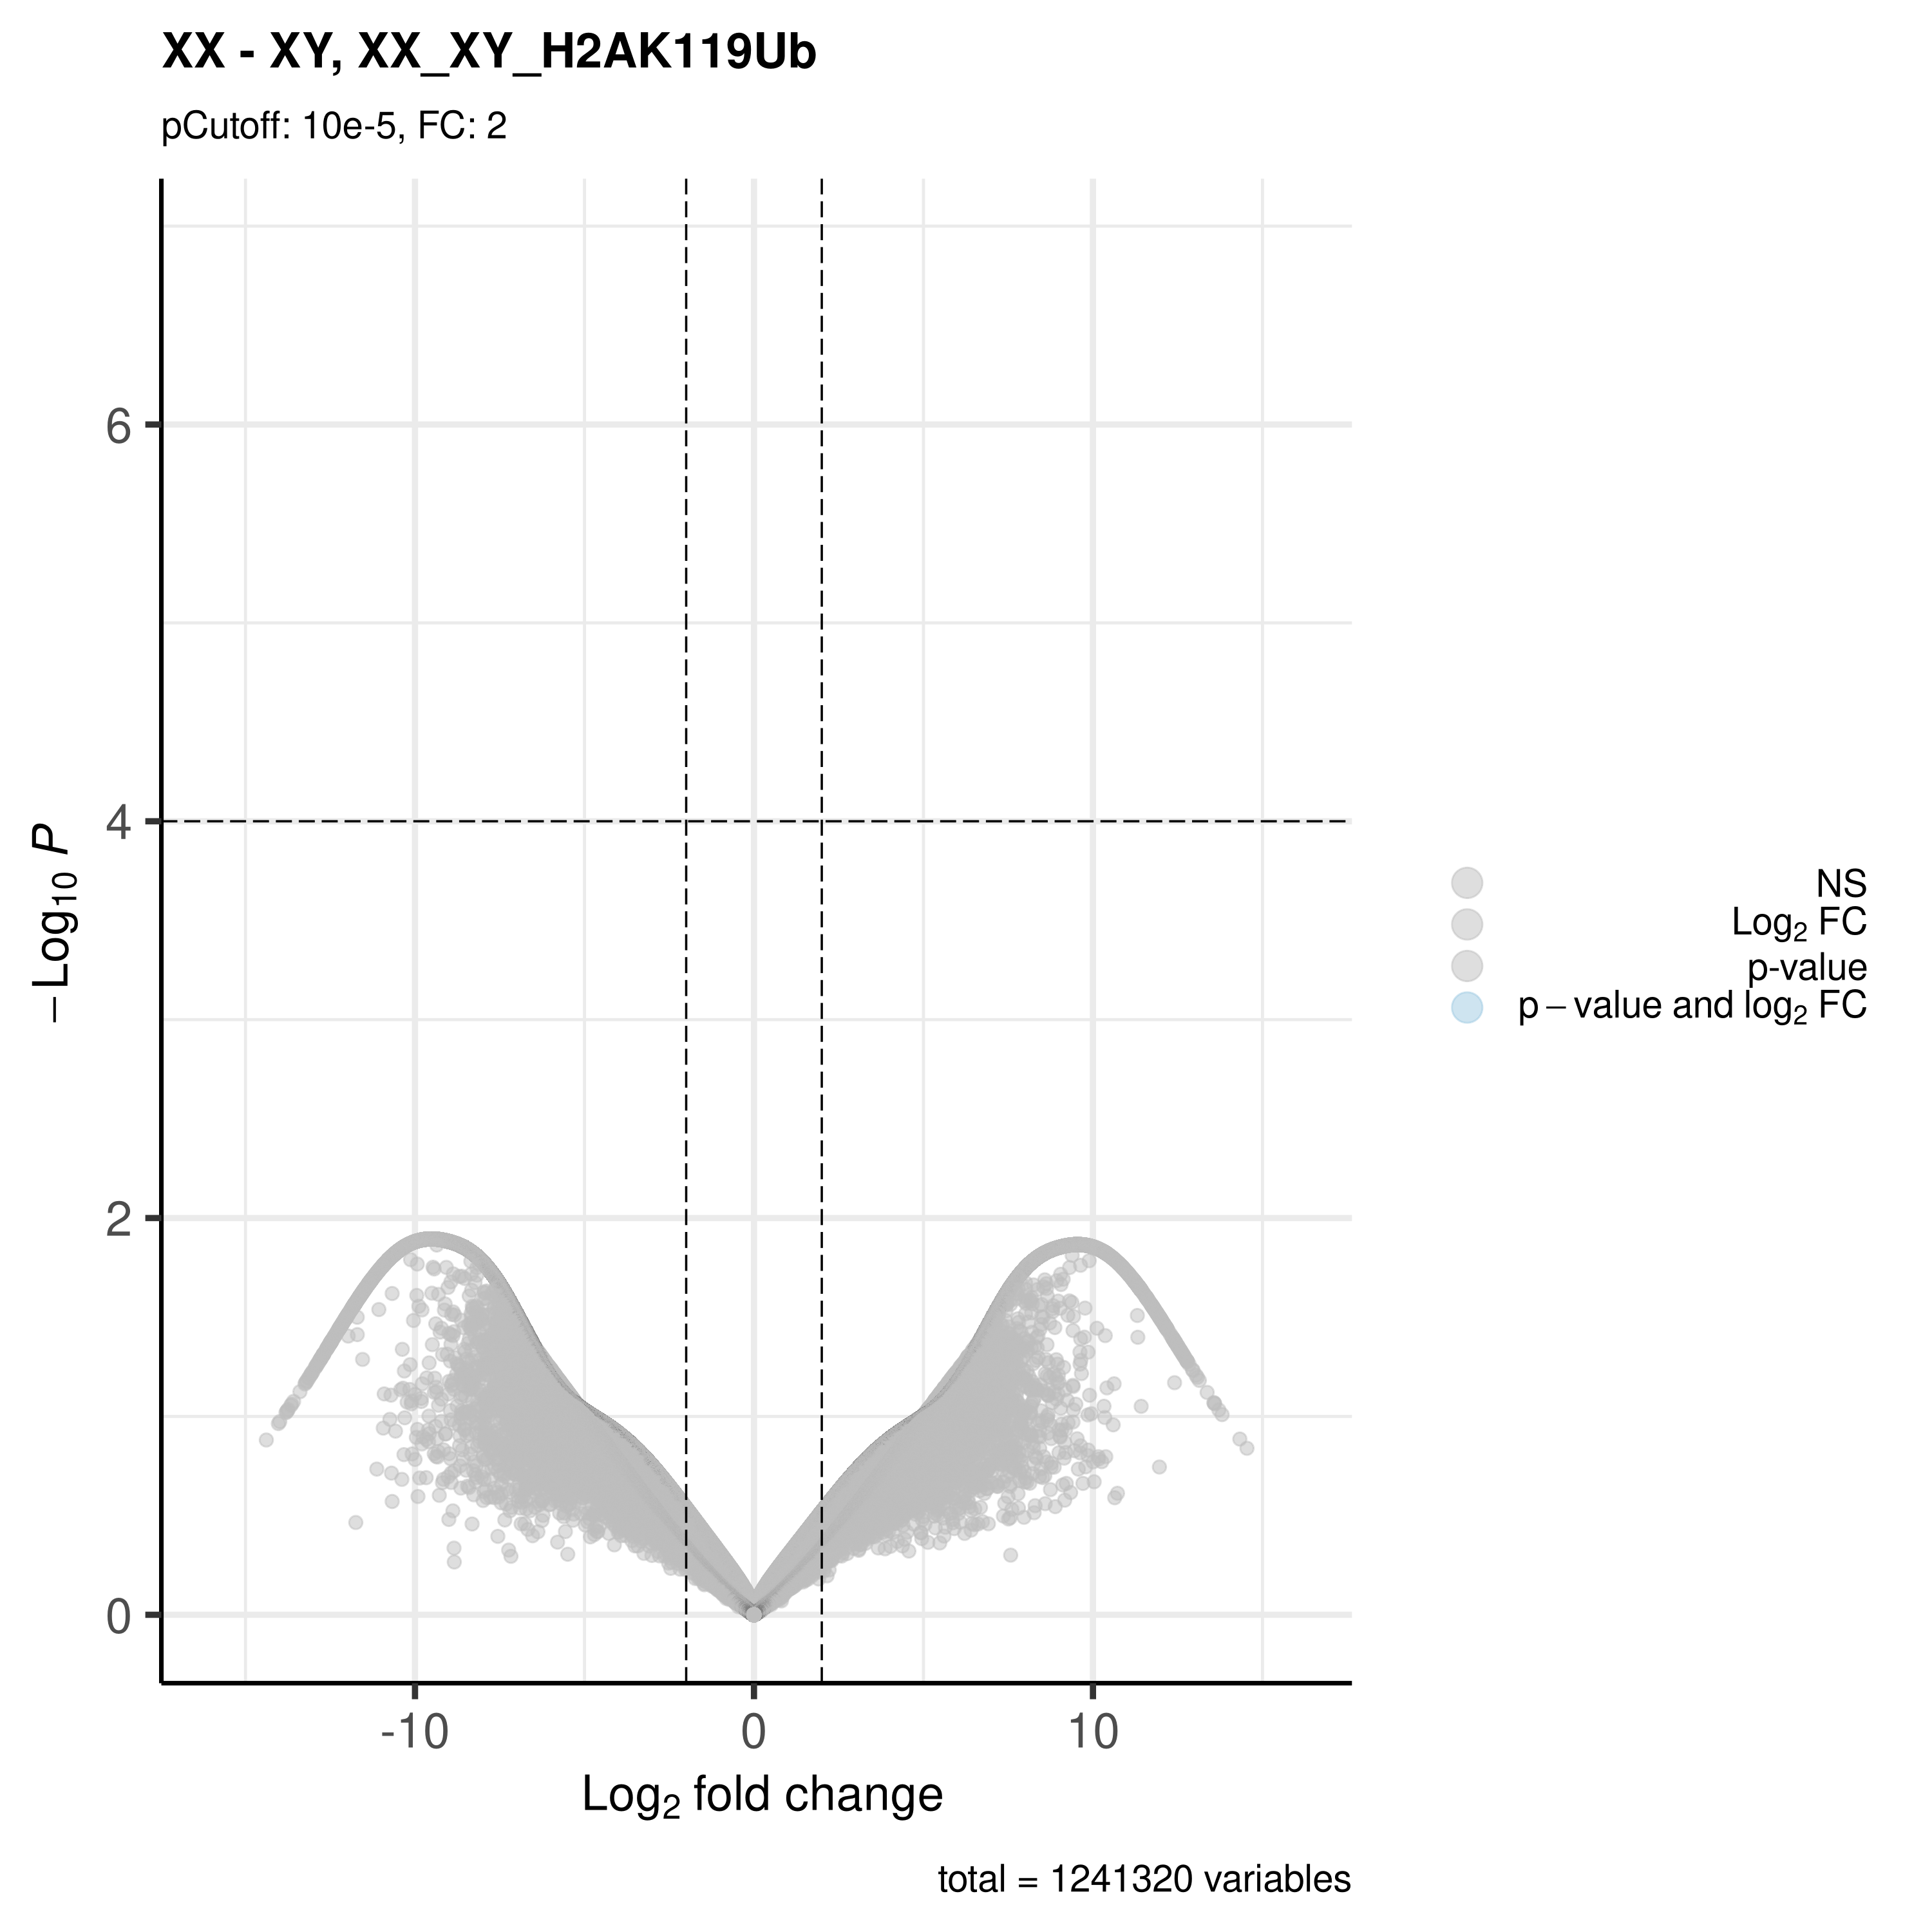 XX - XY, XX_XY_H2AK119Ub
pCutoff: 10e-5, FC: 2
6
4
2
0
−Log10 P
-10 0 10
Log2 fold change
NS
Log2 FC
p-value
p − value and log2 FC
total = 1241320 variables